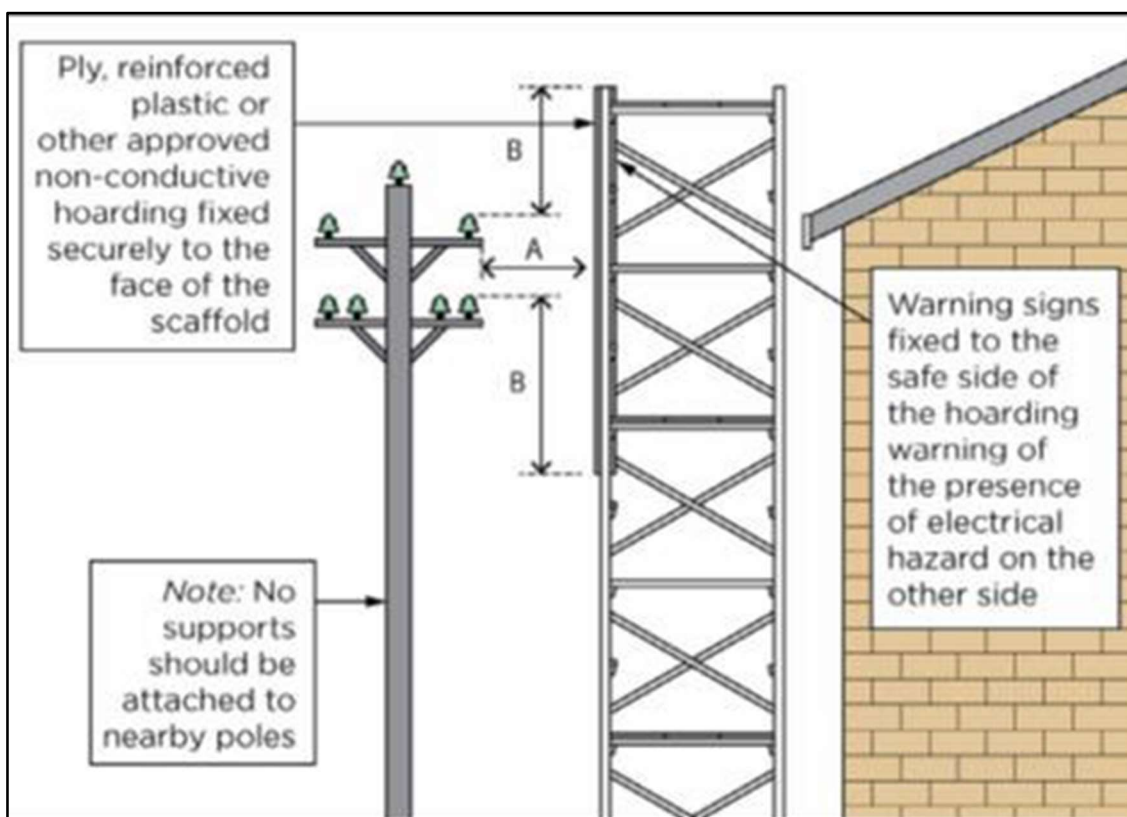 Ply, reinforced
plastic or
other approved
non-conductive
hoarding fixed
securely to the
face of the
scaffold
B
A
B
Warning signs
fixed to the
safe side of
the hoarding
warning of
the presence
of electrical
hazard on the
other side
Note: No
supports
should be
attached to
nearby poles